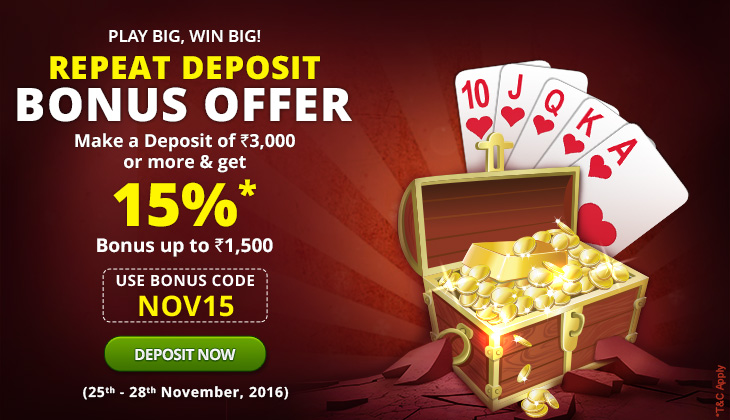 PLAY BIG, WIN BIG!
REPEAT DEPOSIT
BONUS OFFER
Make a Deposit of ₹3,000
or more & get
15%*
Bonus up to ₹1,500
USE BONUS CODE
NOV15
DEPOSIT NOW
(25th - 28th November, 2016)
10
J
Q
K
A
*T&C Apply